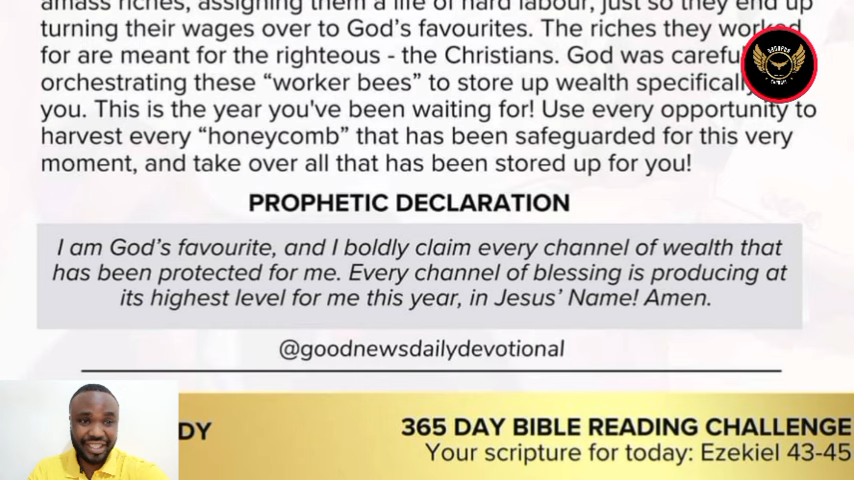 amass riches, assigning them a life of hard labour, just so they end up
turning their wages over to God’s favourites. The riches they worked
for are meant for the righteous - the Christians. God was
orchestrating these “worker bees” to store up wealth specifically
you. This is the year you've been waiting for! Use every opportunity to
harvest every “honeycomb” that has been safeguarded for this very
moment, and take over all that has been stored up for you!
PROPHETIC DECLARATION
I am God’s favourite, and I boldly claim every channel of wealth that
has been protected for me. Every channel of blessing is producing at
its highest level for me this year, in Jesus’ Name! Amen.
@goodnewsdailydevotional
DY
365 DAY BIBLE READING CHALLENGE
Your scripture for today: Ezekiel 43-45